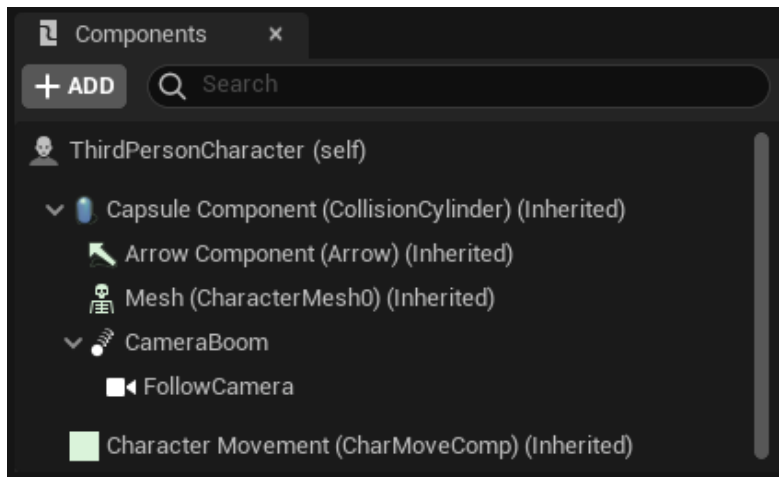 Components
ADD
Search
ThirdPersonCharacter (self)
Capsule Component (CollisionCylinder) (Inherited)
Arrow Component (Arrow) (Inherited)
Mesh (CharacterMesh0) (Inherited)
CameraBoom
FollowCamera
Character Movement (CharMoveComp) (Inherited)